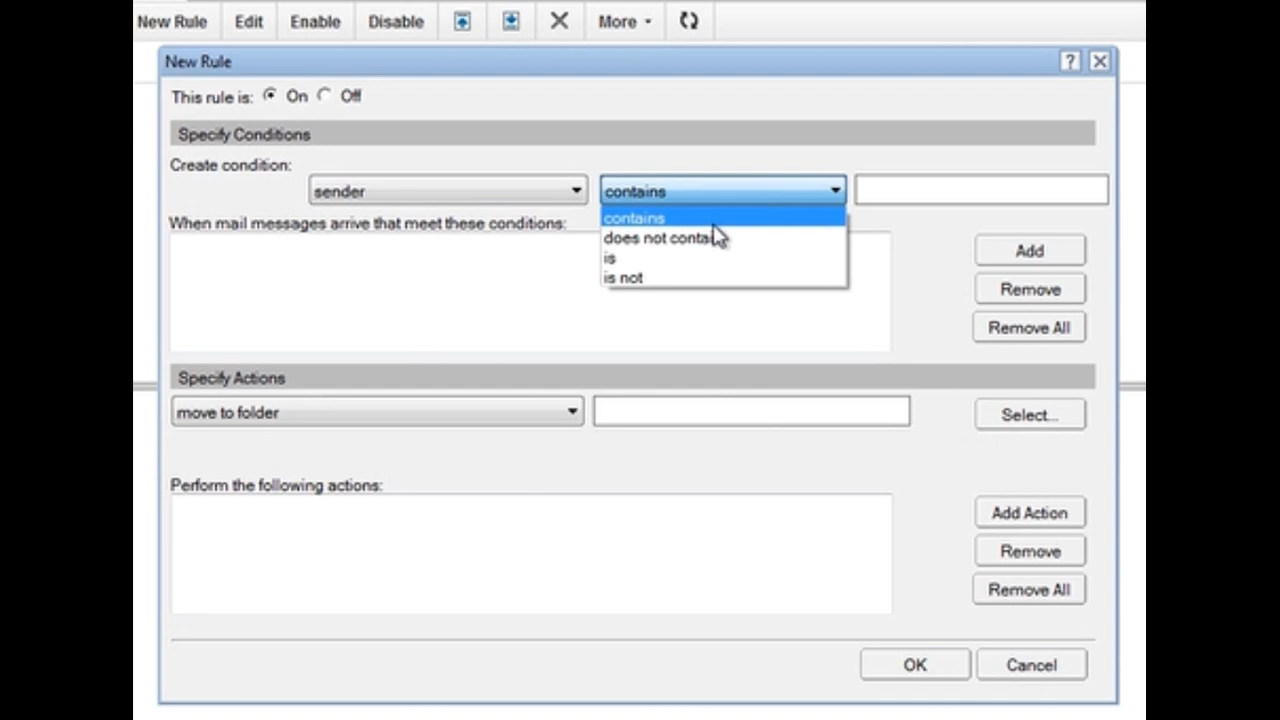 New Rule Edit Enable Disable More
New Rule ?
This rule is: On Off
Specify Conditions
Create condition:
sender contains
contains
When mail messages arrive that meet these conditions:
does not contai
is
is not
Add
Remove
Remove All
Specify Actions
move to folder Select...
Perform the following actions:
Add Action
Remove
Remove All
OK Cancel